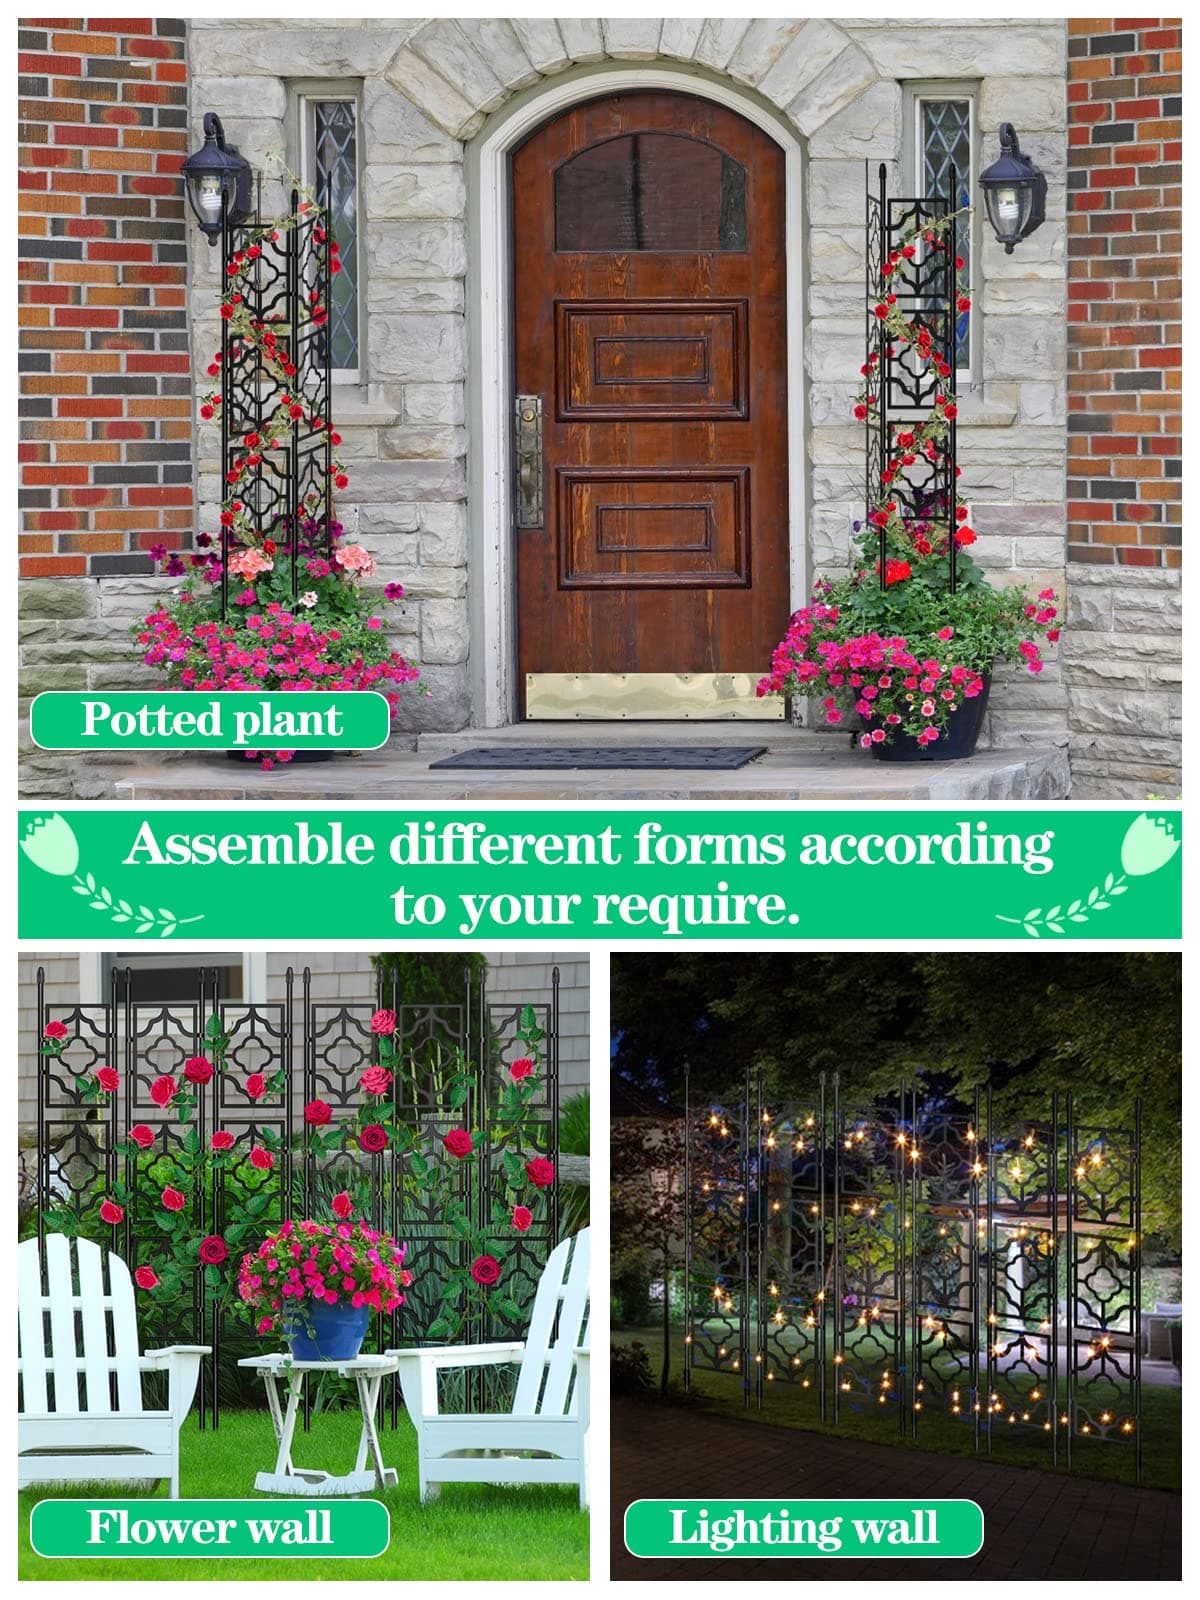 Potted plant
Assemble different forms according
to your require.
Flower wall
Lighting wall